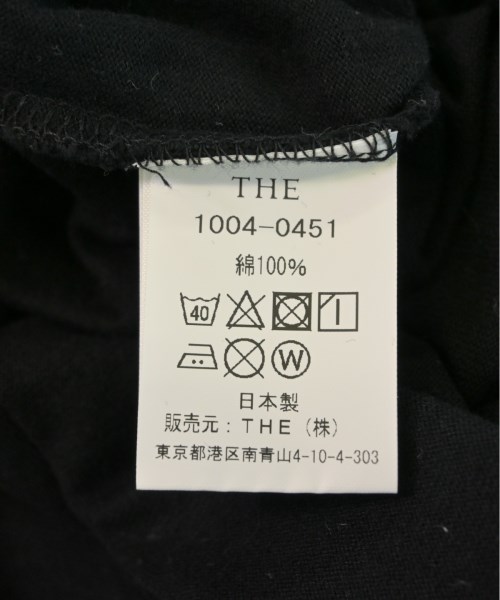 THE
1004-0451
綿100%
40
W
日本製
販売元：THE（株）
東京都港区南青山4-10-4-303